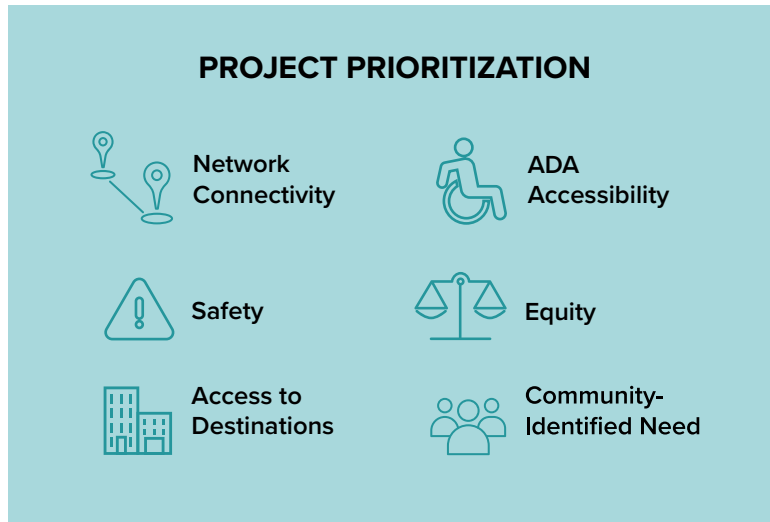 PROJECT PRIORITIZATION
Network
Connectivity
ADA
Accessibility
Safety
Equity
Access to
Destinations
Community-
Identified Need